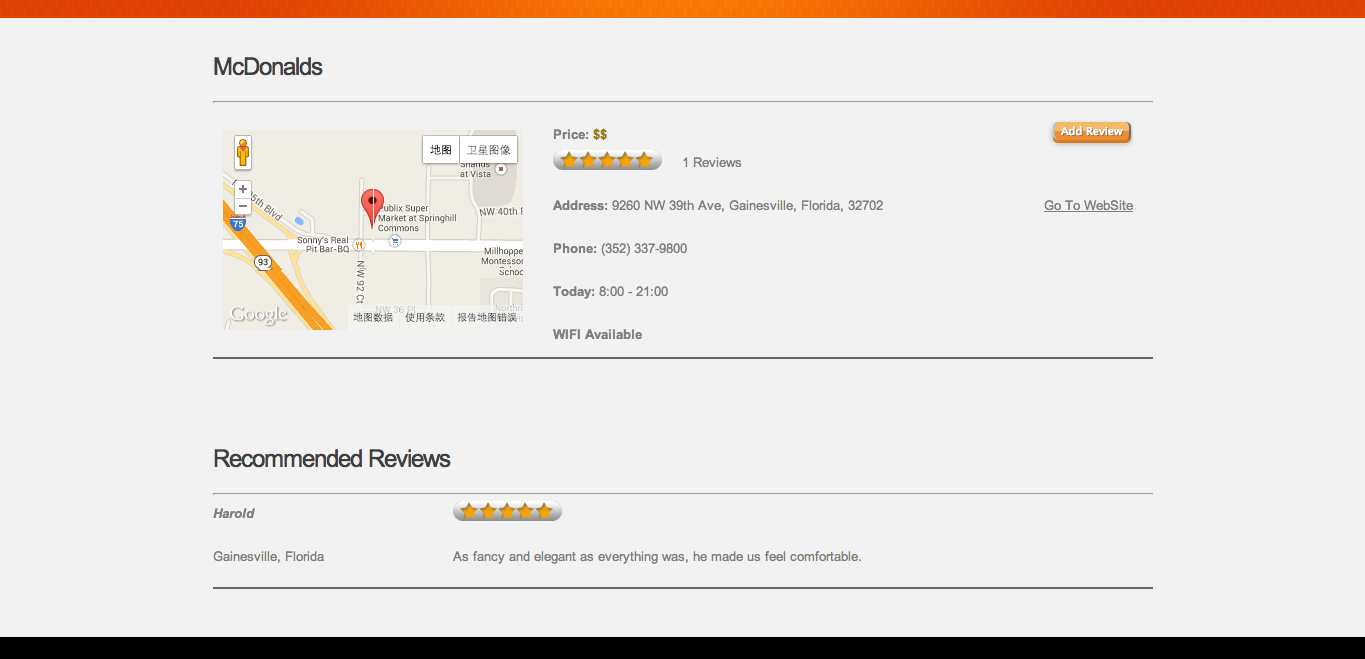 McDonalds
地图
卫星图像
Shands
at Vista
5th Blvd
75
93
Publix Super
Market at Springhill
Commons
NW 40th
Sonny's Real
Pit Bar-BQ
Millhoppe
Montessor
Schoo
NW 92 Ct
NW 36 Pl
Google
地图数据
使用条款
报告地图错误
Price: $$
Add Review
1 Reviews
Address: 9260 NW 39th Ave, Gainesville, Florida, 32702
Go To WebSite
Phone: (352) 337-9800
Today: 8:00 - 21:00
WIFI Available
Recommended Reviews
Harold
Gainesville, Florida
As fancy and elegant as everything was, he made us feel comfortable.